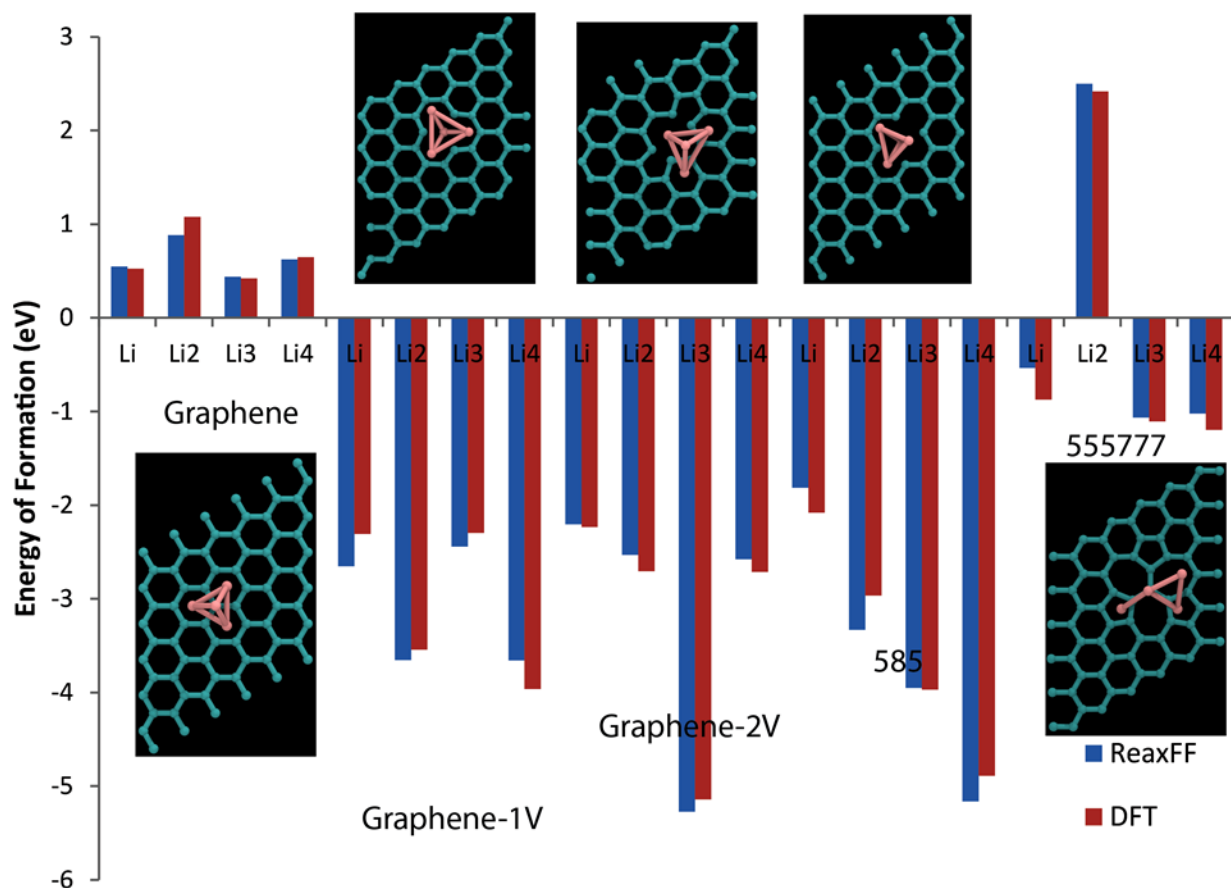 Energy of Formation (eV)
3
2
1
0
-1
-2
-3
-4
-5
-6
Li Li2 Li3 Li4 Li Li2 Li3 Li4 Li Li2 Li3 Li4 Li Li2 Li3 Li4 Li Li2 Li3 Li4
Graphene
555777
585
Graphene-2V
Graphene-1V
ReaxFF
DFT